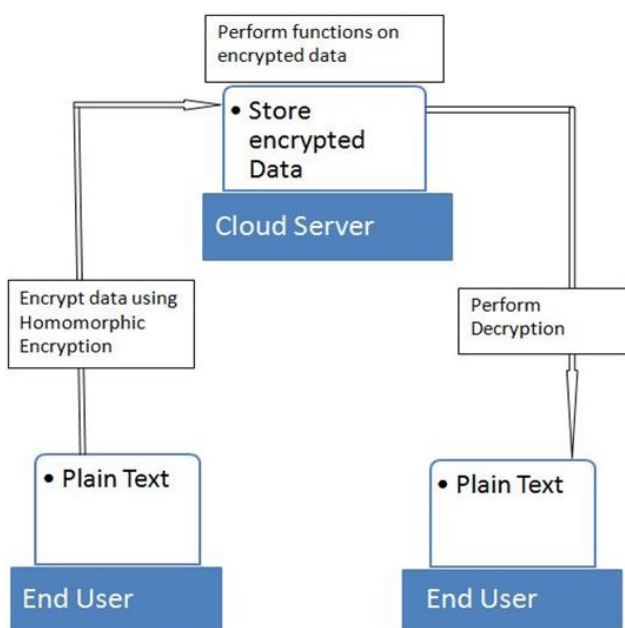 Perform functions on
encrypted data
• Store
encrypted
Data
Cloud Server
Encrypt data using
Homomorphic
Encryption
Perform
Decryption
• Plain Text
End User
• Plain Text
End User